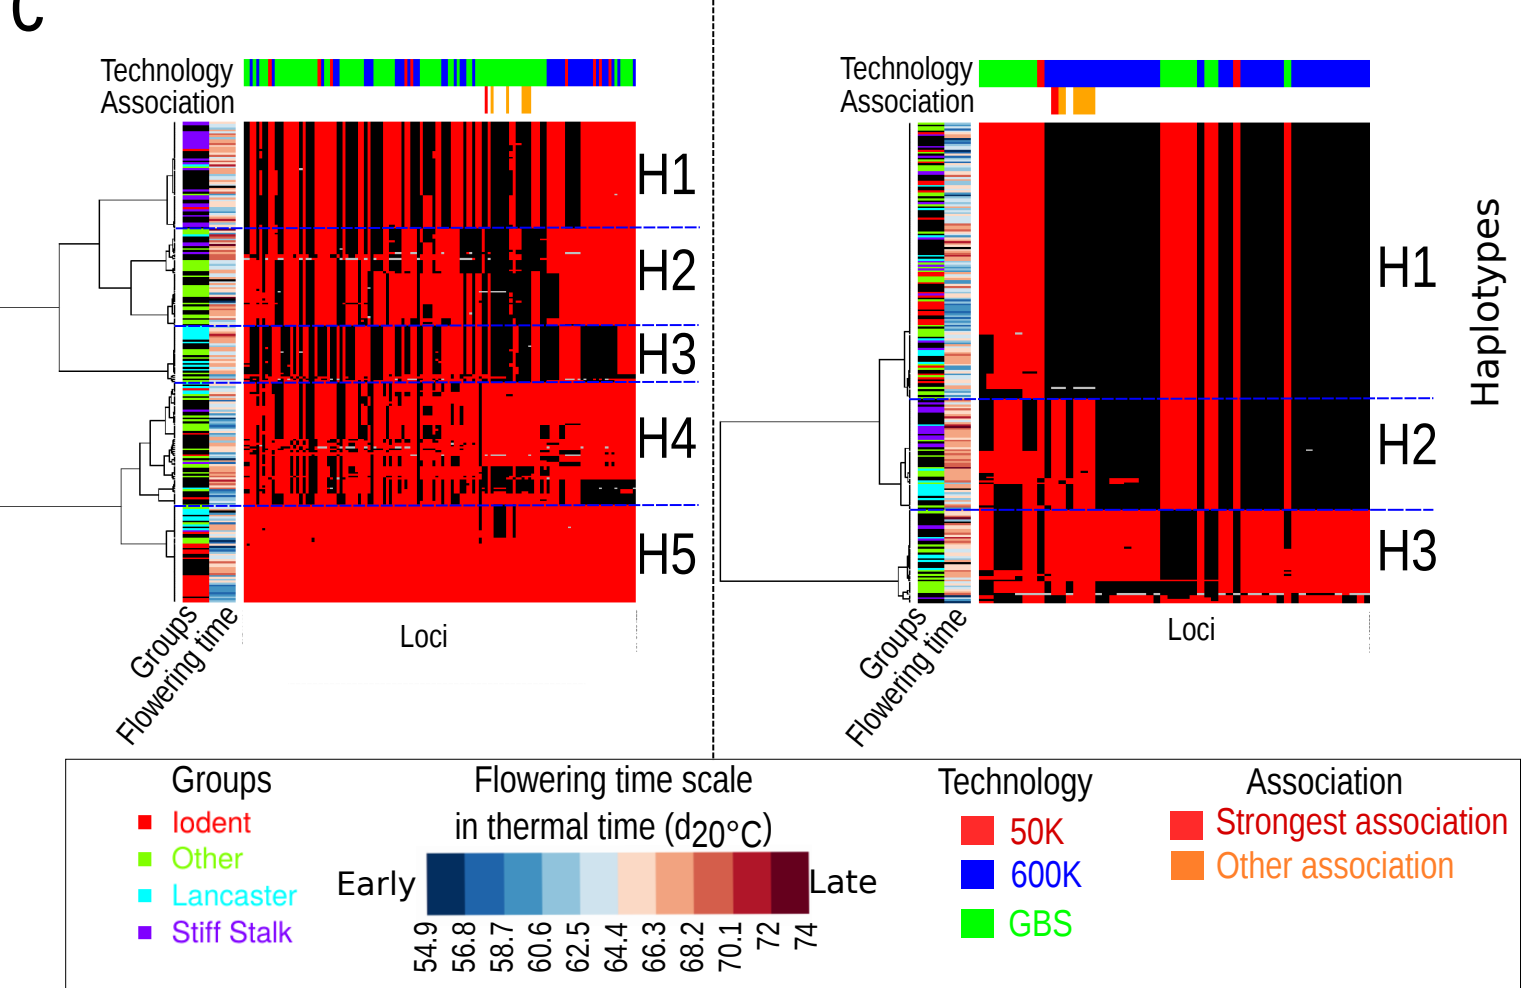 C
Technology
Association
H1
H2
H3
H4
H5
Groups
Flowering time
Loci
Technology
Association
H1
H2
H3
Haplotypes
Groups
Flowering time
Loci
Groups
Iodent
Other
Lancaster
Stiff Stalk
Flowering time scale
in thermal time (d20°C)
Early
Late
54.9
56.8
58.7
60.6
62.5
64.4
66.3
68.2
70.1
72
74
Technology
50K
600K
GBS
Association
Strongest association
Other association